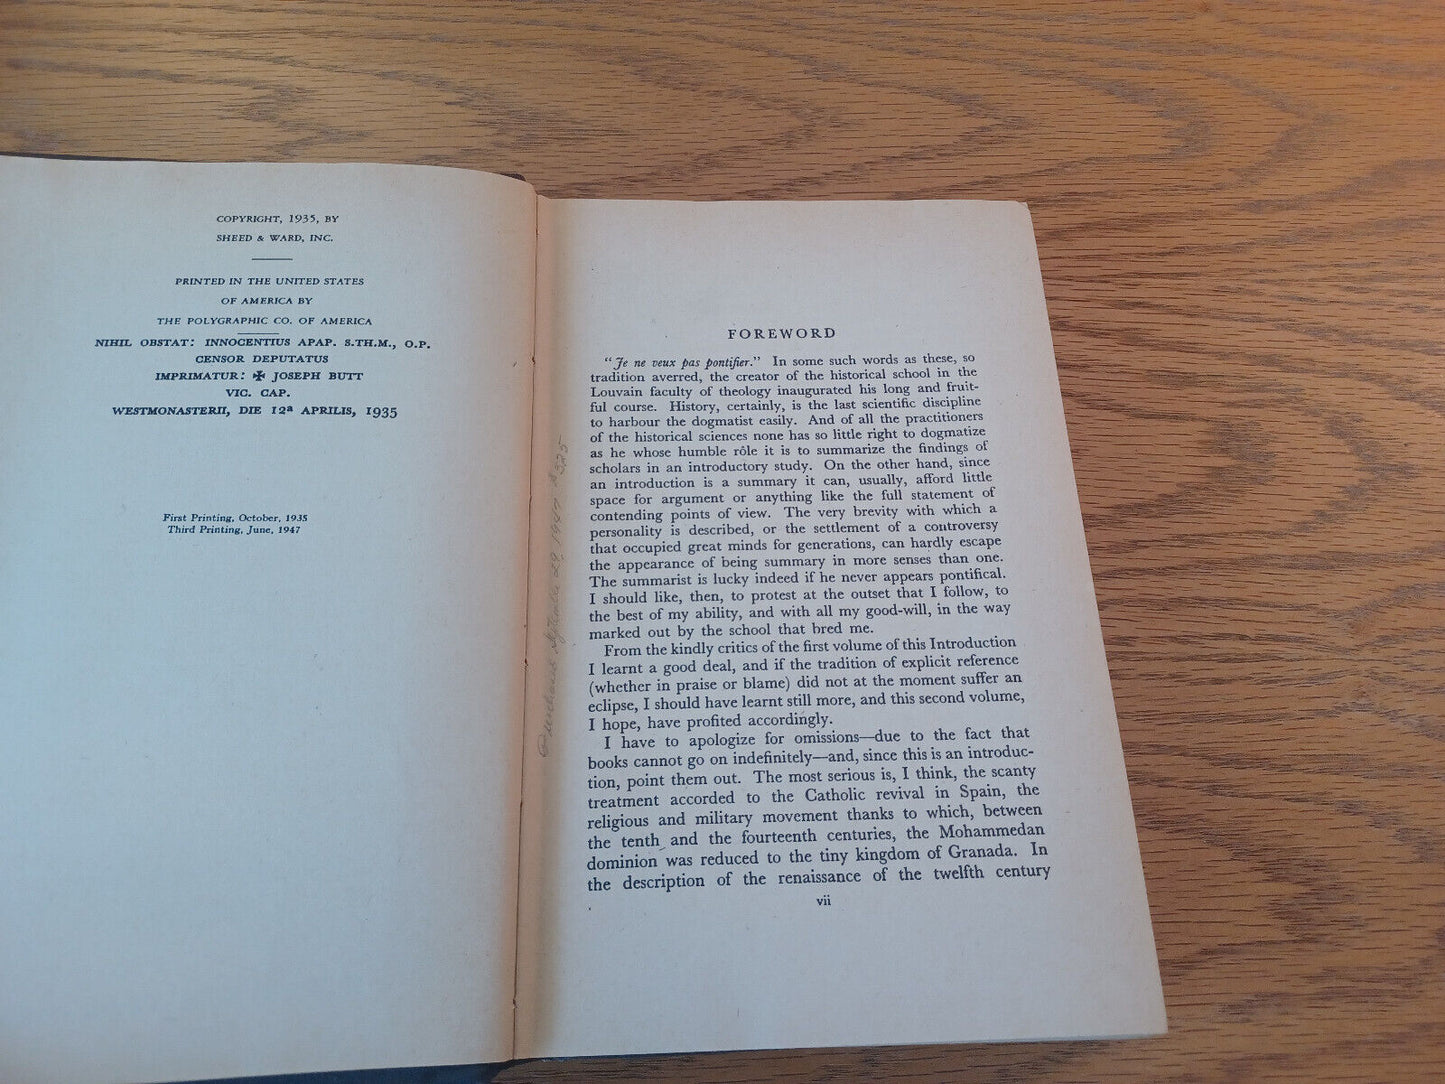 COPYRIGHT, 1935, BY
SHEED & WARD, INC.
PRINTED IN THE UNITED STATES
OF AMERICA BY
THE POLYGRAPHIC CO. OF AMERICA
NIHIL OBSTAT: INNOCENTIUS APAP. S.TH.M., O.P.
CENSOR DEPUTATUS
IMPRIMATUR: ✠ JOSEPH BUTT
VIC. CAP.
WESTMONASTERII, DIE 12ª APRILIS, 1935
First Printing, October, 1935
Third Printing, June, 1947
1947
FOREWORD
"Je ne veux pas pontifier." In some such words as these, so
tradition averred, the creator of the historical school in the
Louvain faculty of theology inaugurated his long and fruit-
ful course. History, certainly, is the last scientific discipline
to harbour the dogmatist easily. And of all the practitioners
of the historical sciences none has so little right to dogmatize
as he whose humble rôle it is to summarize the findings of
scholars in an introductory study. On the other hand, since
an introduction is a summary it can, usually, afford little
space for argument or anything like the full statement of
contending points of view. The very brevity with which a
personality is described, or the settlement of a controversy
that occupied great minds for generations, can hardly escape
the appearance of being summary in more senses than one.
The summarist is lucky indeed if he never appears pontifical.
I should like, then, to protest at the outset that I follow, to
the best of my ability, and with all my good-will, in the way
marked out by the school that bred me.
From the kindly critics of the first volume of this Introduction
I learnt a good deal, and if the tradition of explicit reference
(whether in praise or blame) did not at the moment suffer an
eclipse, I should have learnt still more, and this second volume,
I hope, have profited accordingly.
I have to apologize for omissions—due to the fact that
books cannot go on indefinitely—and, since this is an introduc-
tion, point them out. The most serious is, I think, the scanty
treatment accorded to the Catholic revival in Spain, the
religious and military movement thanks to which, between
the tenth and the fourteenth centuries, the Mohammedan
dominion was reduced to the tiny kingdom of Granada. In
the description of the renaissance of the twelfth century
vii